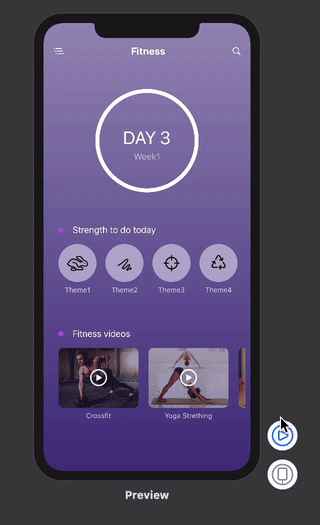 Fitness
DAY 3
Week1
Strength to do today
Theme1 Theme2 Theme3 Theme4
Fitness videos
Crossfit Yoga Strething
Preview